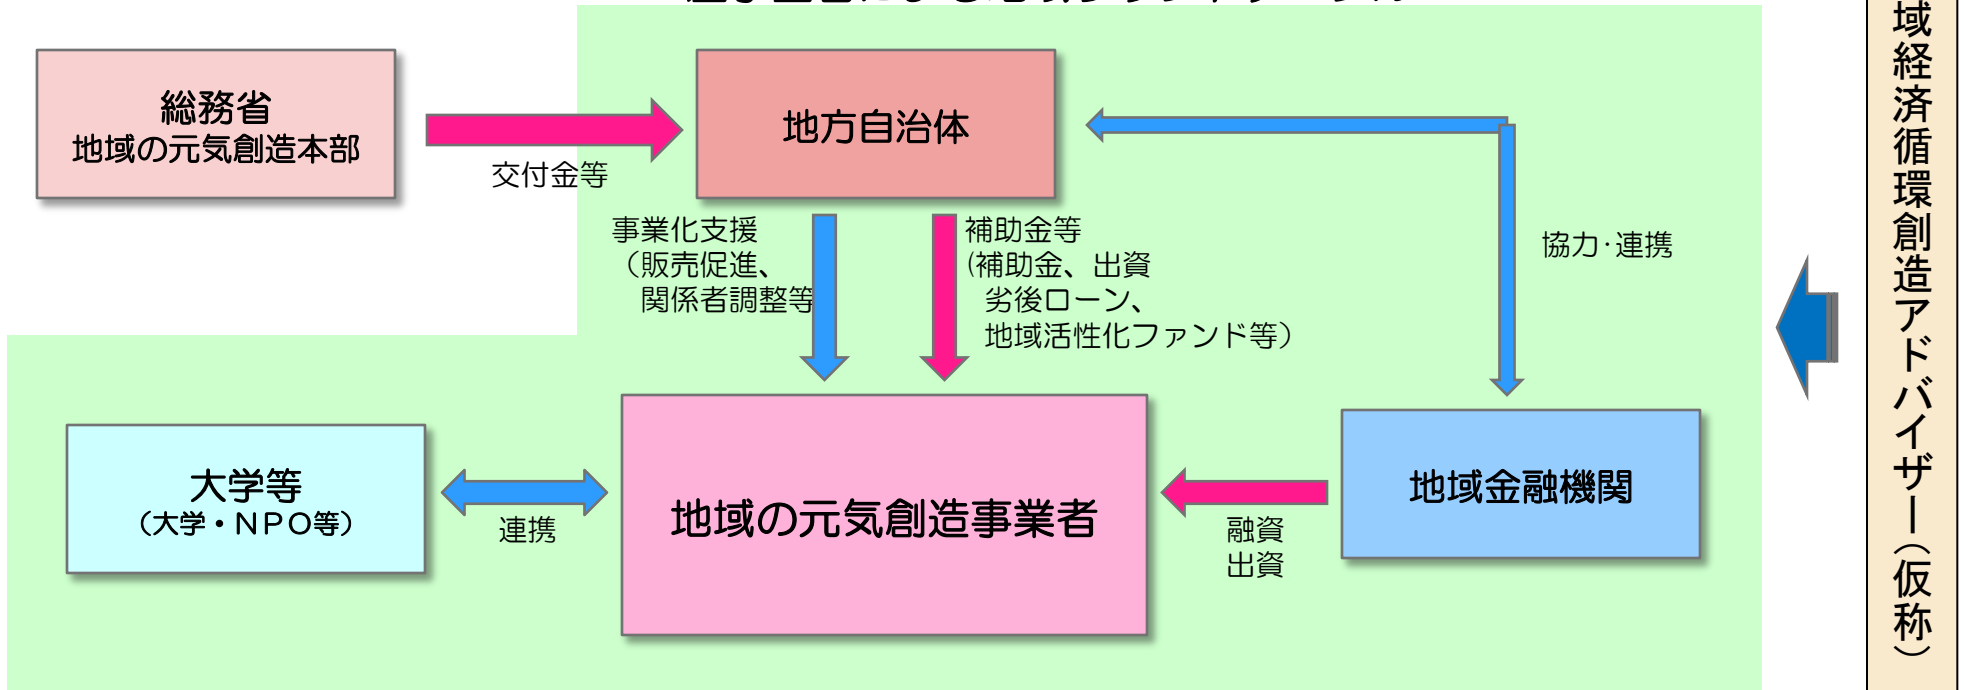 総務省
地域の元気創造本部
交付金等
地方自治体
事業化支援
（販売促進、
関係者調整等
補助金等
(補助金、出資
劣後ローン、
地域活性化ファンド等）
協力･連携
大学等
（大学・ＮＰＯ等）
連携
地域の元気創造事業者
融資
出資
地域金融機関
域経済循環創造アドバイザー（仮称）